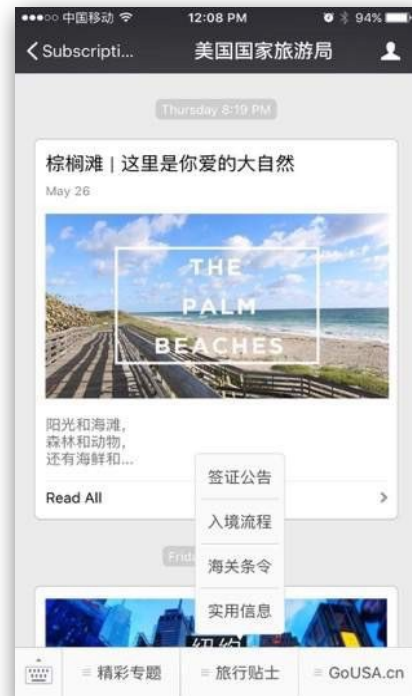 中国移动 12:08 PM 94%
Subscripti... 美国国家旅游局
Thursday 8:19 PM
棕榈滩 | 这里是你爱的大自然
May 26
THE
PALM
BEACHES
阳光和海滩,
森林和动物,
还有海鲜和...
Read All
签证公告
入境流程
海关条令
实用信息
纽约
精彩专题 旅行贴士 GoUSA.cn